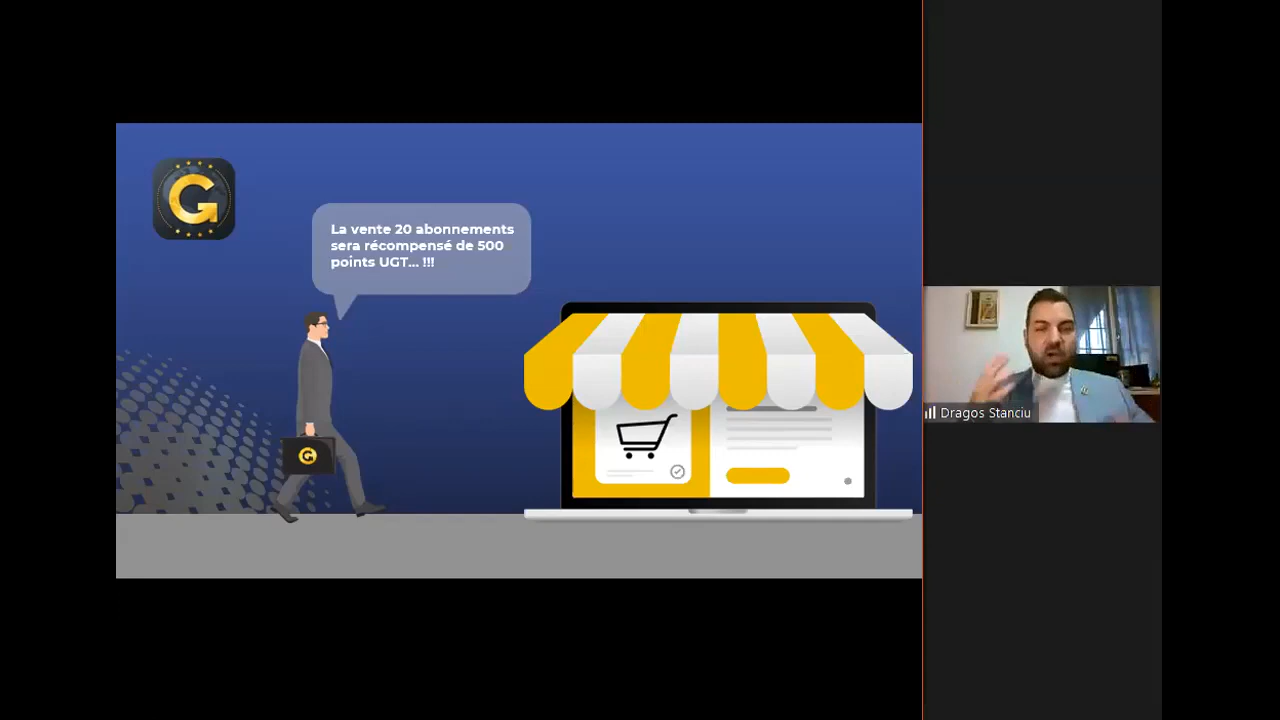 G
La vente 20 abonnements
sera récompensé de 500
points UGT... !!!
G
Dragos Stanciu